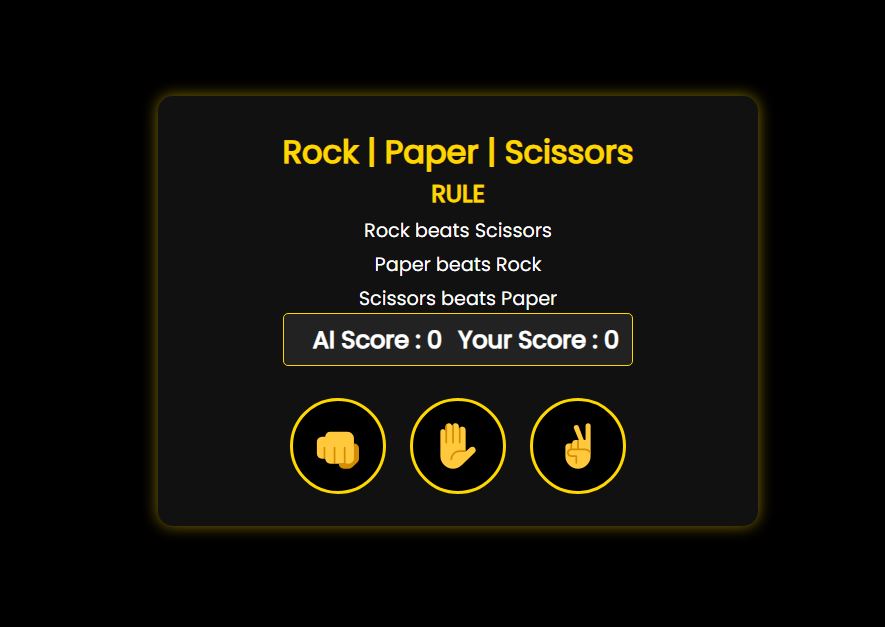 Rock | Paper | Scissors
RULE
Rock beats Scissors
Paper beats Rock
Scissors beats Paper
AI Score : 0 Your Score : 0